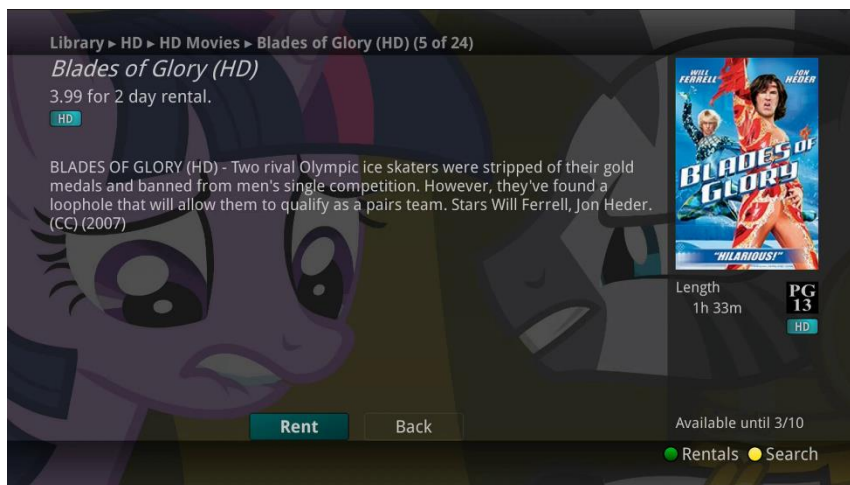 Library ▸ HD ▸ HD Movies ▸ Blades of Glory (HD) (5 of 24)
Blades of Glory (HD)
3.99 for 2 day rental.
HD
BLADES OF GLORY (HD) - Two rival Olympic ice skaters were stripped of their gold
medals and banned from men's single competition. However, they've found a
loophole that will allow them to qualify as a pairs team. Stars Will Ferrell, Jon Heder.
(CC) (2007)
WILL FERRELL
JON HEDER
BLADES OF
GLORY
"HILARIOUS!"
Length
1h 33m
PG
13
HD
Rent
Back
Available until 3/10
Rentals
Search